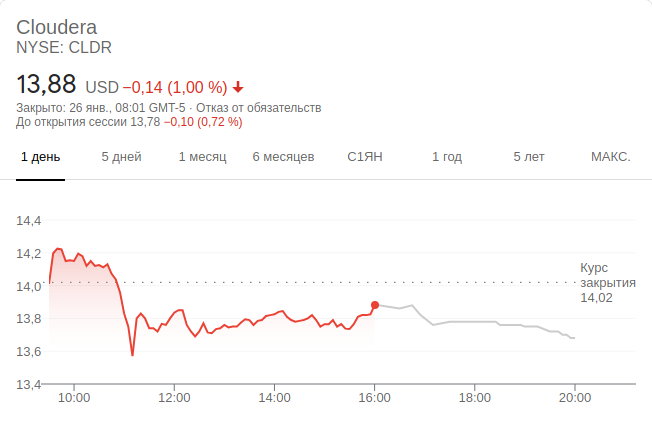 Cloudera
NYSE: CLDR
13,88 USD −0,14 (1,00 %)
Закрыто: 26 янв., 08:01 GMT-5 · Отказ от обязательств
До открытия сессии 13,78 −0,10 (0,72 %)
1 день 5 дней 1 месяц 6 месяцев С1ЯН 1 год 5 лет МАКС.
14,4
14,2
14,0
13,8
13,6
13,4
Курс
закрытия
14,02
10:00 12:00 14:00 16:00 18:00 20:00